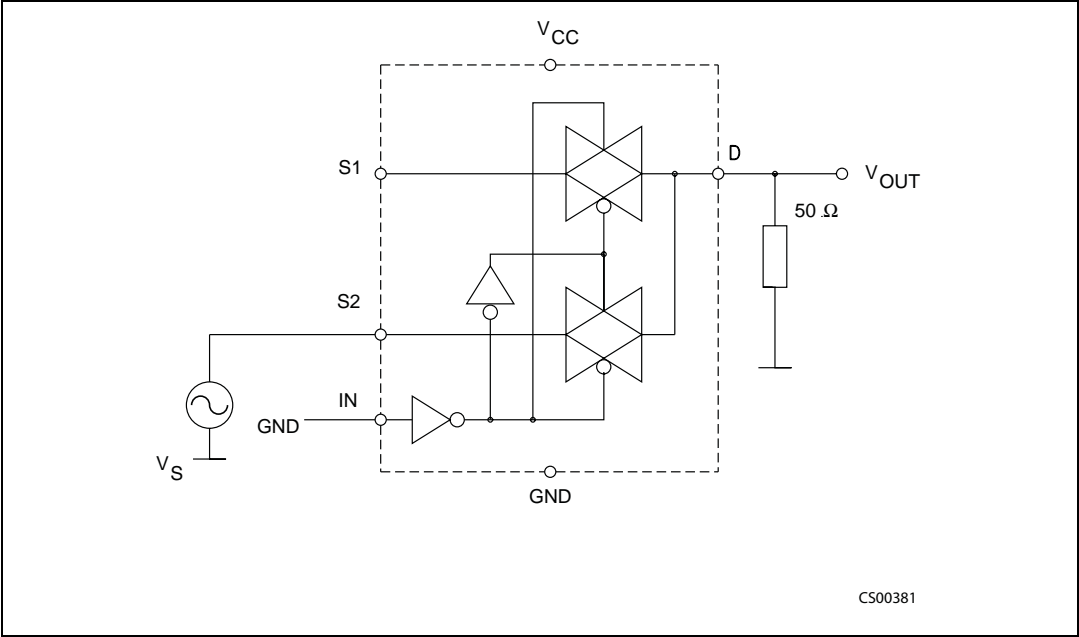 VCC
S1
D
VOUT
50 Ω
S2
IN
GND
VS
GND
CS00381